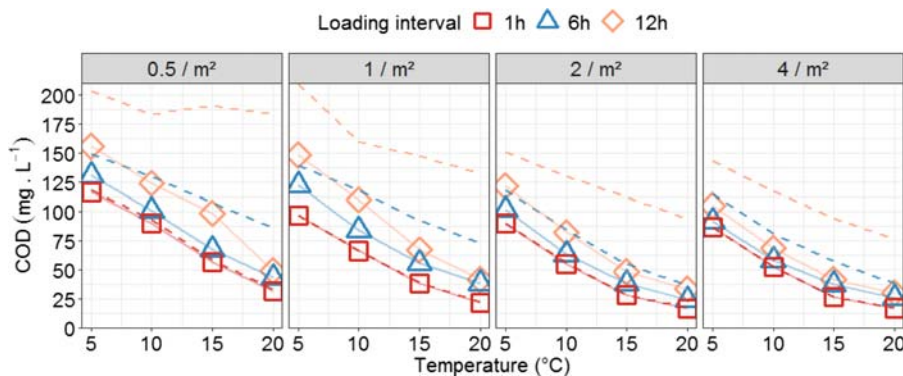 Loading interval 1h 6h 12h
0.5 / m² 1 / m² 2 / m² 4 / m²
COD (mg . L⁻¹)
200
175
150
125
100
75
50
25
0
5 10 15 20 5 10 15 20 5 10 15 20 5 10 15 20
Temperature (°C)